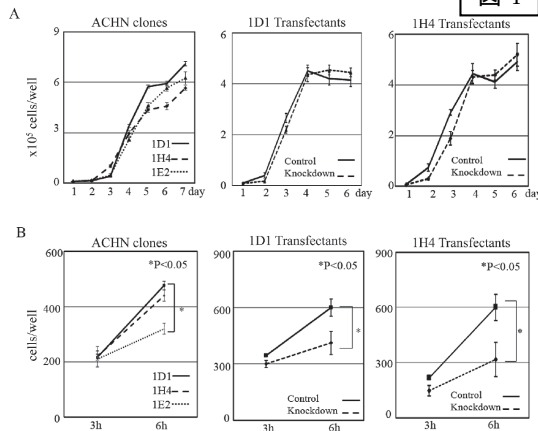 図 1
A
ACHN clones
1D1 Transfectants
1H4 Transfectants
x10⁵ cells/well
9
6
3
0
1D1
1H4
1E2
1 2 3 4 5 6 7 day
6
4
2
0
Control
Knockdown
1 2 3 4 5 6 day
6
4
2
0
Control
Knockdown
1 2 3 4 5 6 day
B
ACHN clones
1D1 Transfectants
1H4 Transfectants
cells/well
600
400
200
0
*P<0.05
*
1D1
1H4
1E2
3h 6h
900
600
300
0
*P<0.05
*
Control
Knockdown
3h 6h
900
600
300
0
*P<0.05
*
Control
Knockdown
3h 6h